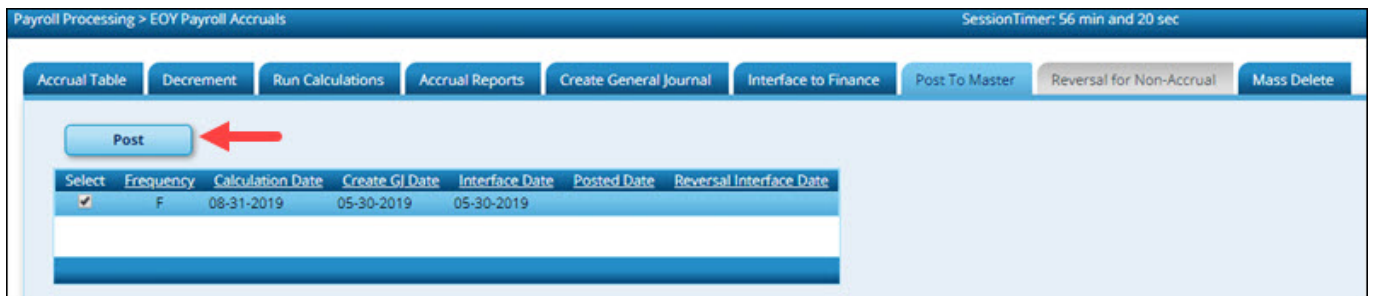 Payroll Processing > EOY Payroll Accruals SessionTimer: 56 min and 20 sec
Accrual Table Decrement Run Calculations Accrual Reports Create General Journal Interface to Finance Post To Master Reversal for Non-Accrual Mass Delete
Post
Select Frequency Calculation Date Create GJ Date Interface Date Posted Date Reversal Interface Date
F 08-31-2019 05-30-2019 05-30-2019